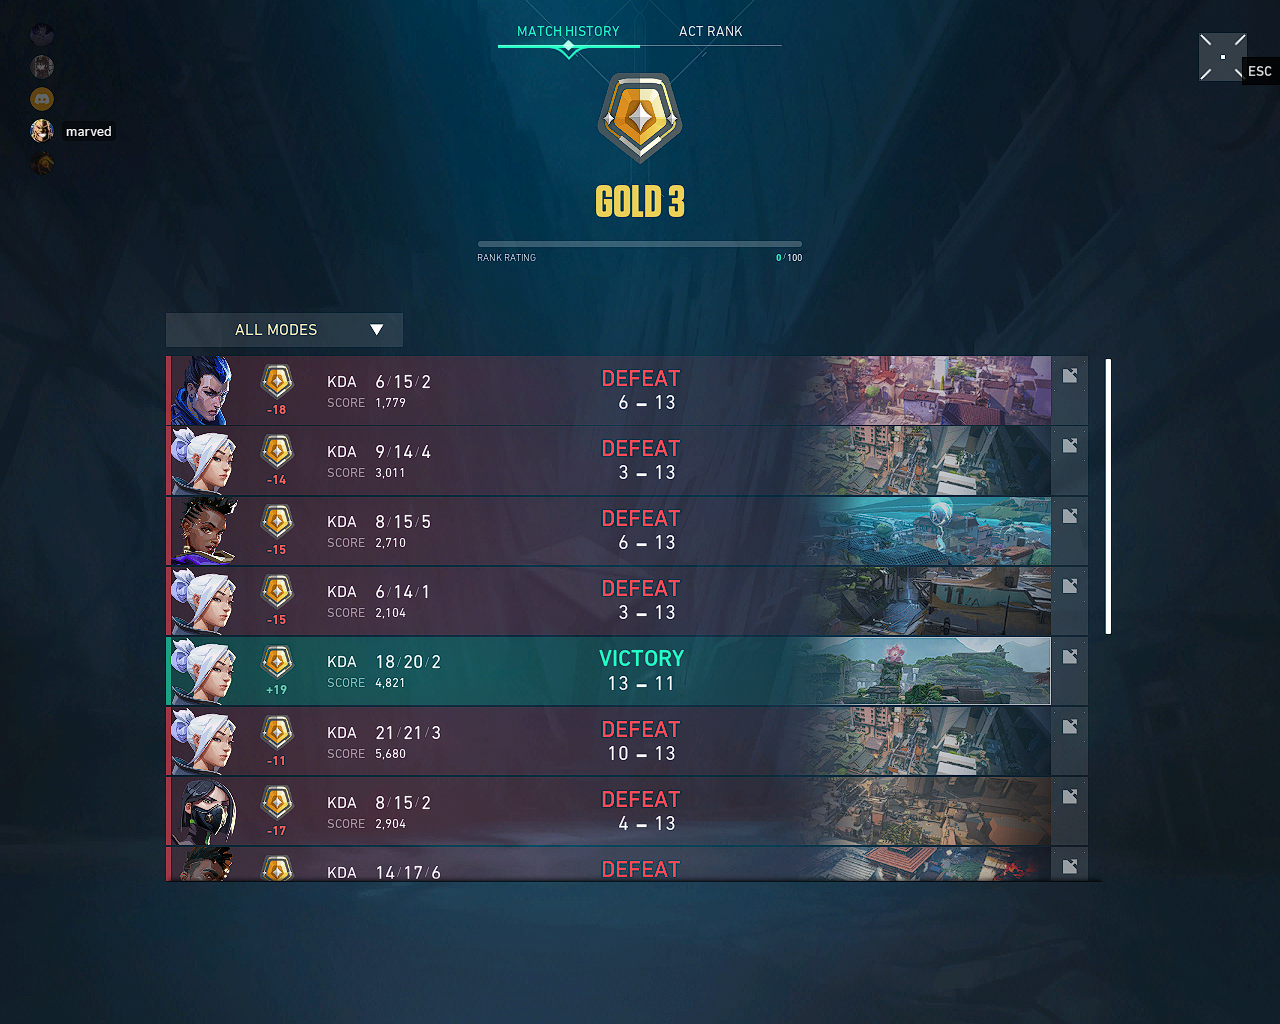 MATCH HISTORY
ACT RANK
ESC
marved
GOLD 3
RANK RATING
0/100
ALL MODES
KDA 6/15/2
DEFEAT
-18
SCORE 1,779
6 – 13
KDA 9/14/4
DEFEAT
-14
SCORE 3,011
3 – 13
KDA 8/15/5
DEFEAT
-15
SCORE 2,710
6 – 13
KDA 6/14/1
DEFEAT
-15
SCORE 2,104
3 – 13
KDA 18/20/2
VICTORY
+19
SCORE 4,821
13 – 11
KDA 21/21/3
DEFEAT
-11
SCORE 5,680
10 – 13
KDA 8/15/2
DEFEAT
-17
SCORE 2,904
4 – 13
KDA 14/17/6
DEFEAT